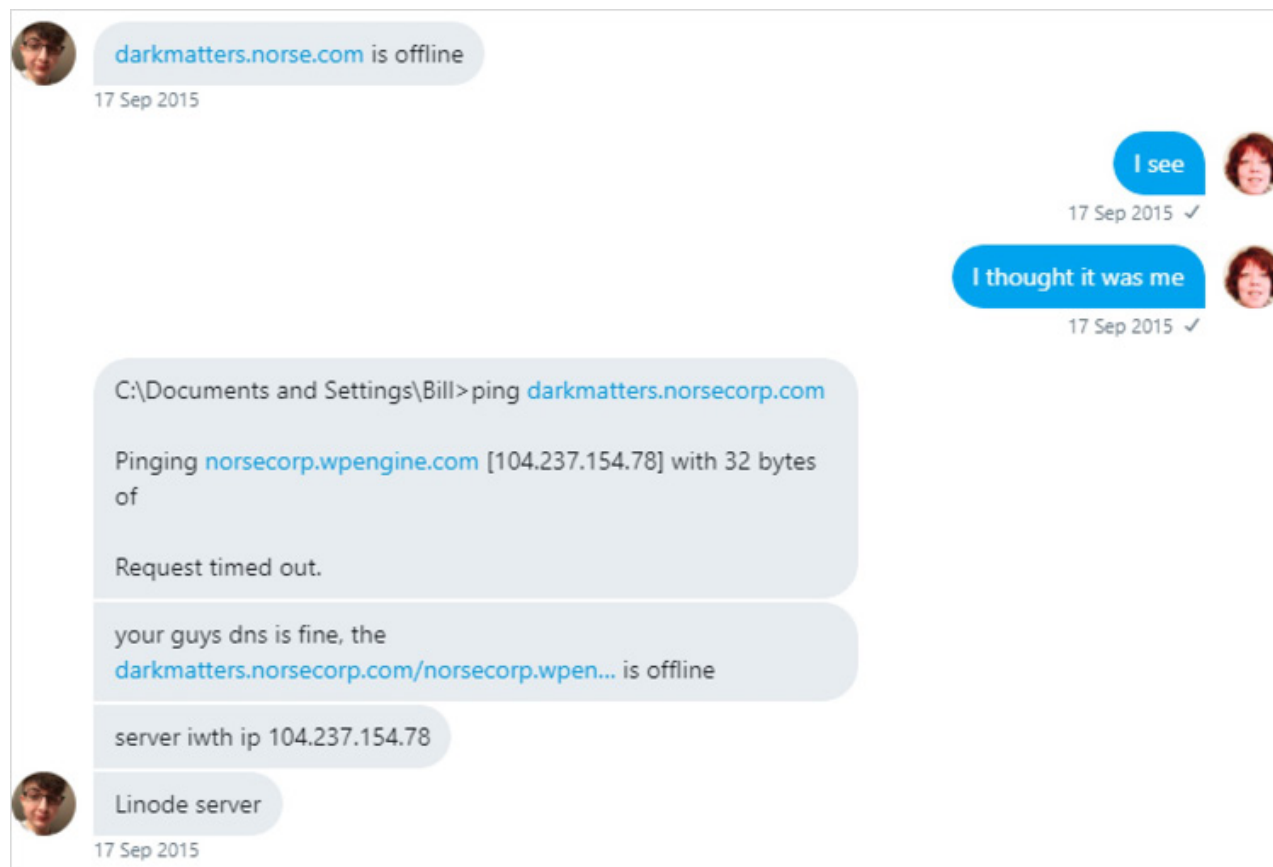 darkmatters.norse.com is offline
17 Sep 2015
I see
17 Sep 2015 ✓
I thought it was me
17 Sep 2015 ✓
C:\Documents and Settings\Bill>ping darkmatters.norsecorp.com
Pinging norsecorp.wpengine.com [104.237.154.78] with 32 bytes
of
Request timed out.
your guys dns is fine, the
darkmatters.norsecorp.com/norsecorp.wpen... is offline
server iwth ip 104.237.154.78
Linode server
17 Sep 2015